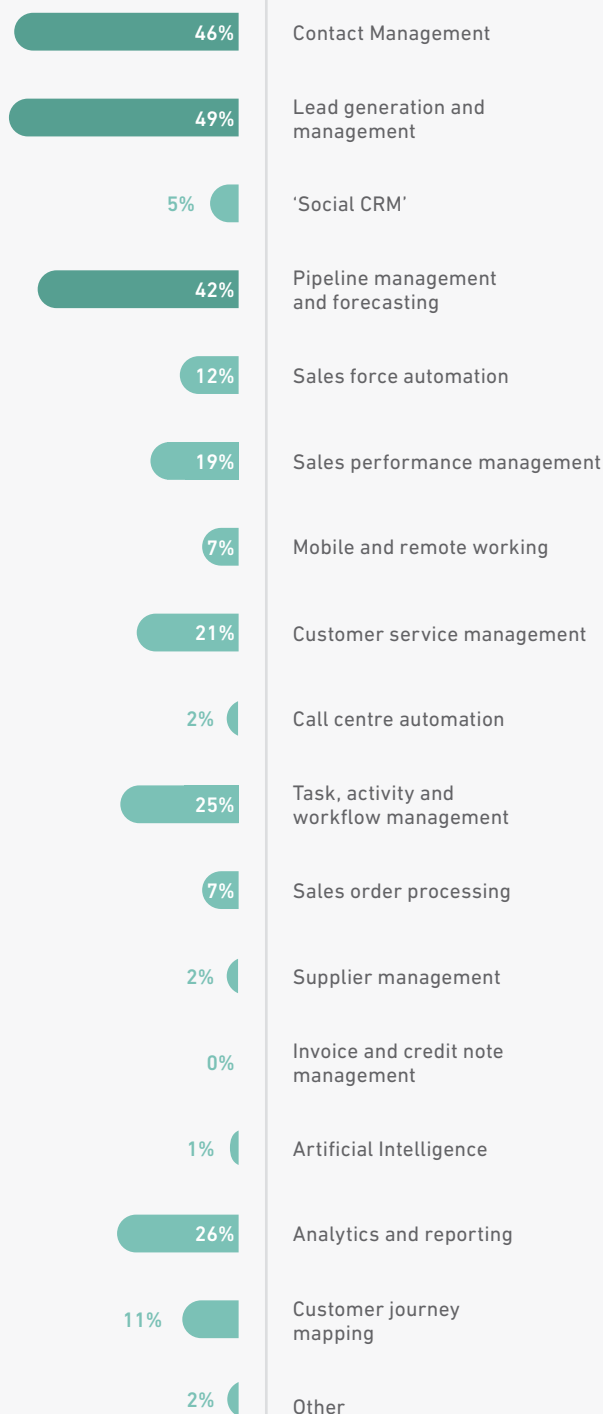 46% Contact Management
49% Lead generation and
management
5% ‘Social CRM’
42% Pipeline management
and forecasting
12% Sales force automation
19% Sales performance management
7% Mobile and remote working
21% Customer service management
2% Call centre automation
25% Task, activity and
workflow management
7% Sales order processing
2% Supplier management
0% Invoice and credit note
management
1% Artificial Intelligence
26% Analytics and reporting
11% Customer journey
mapping
2% Other